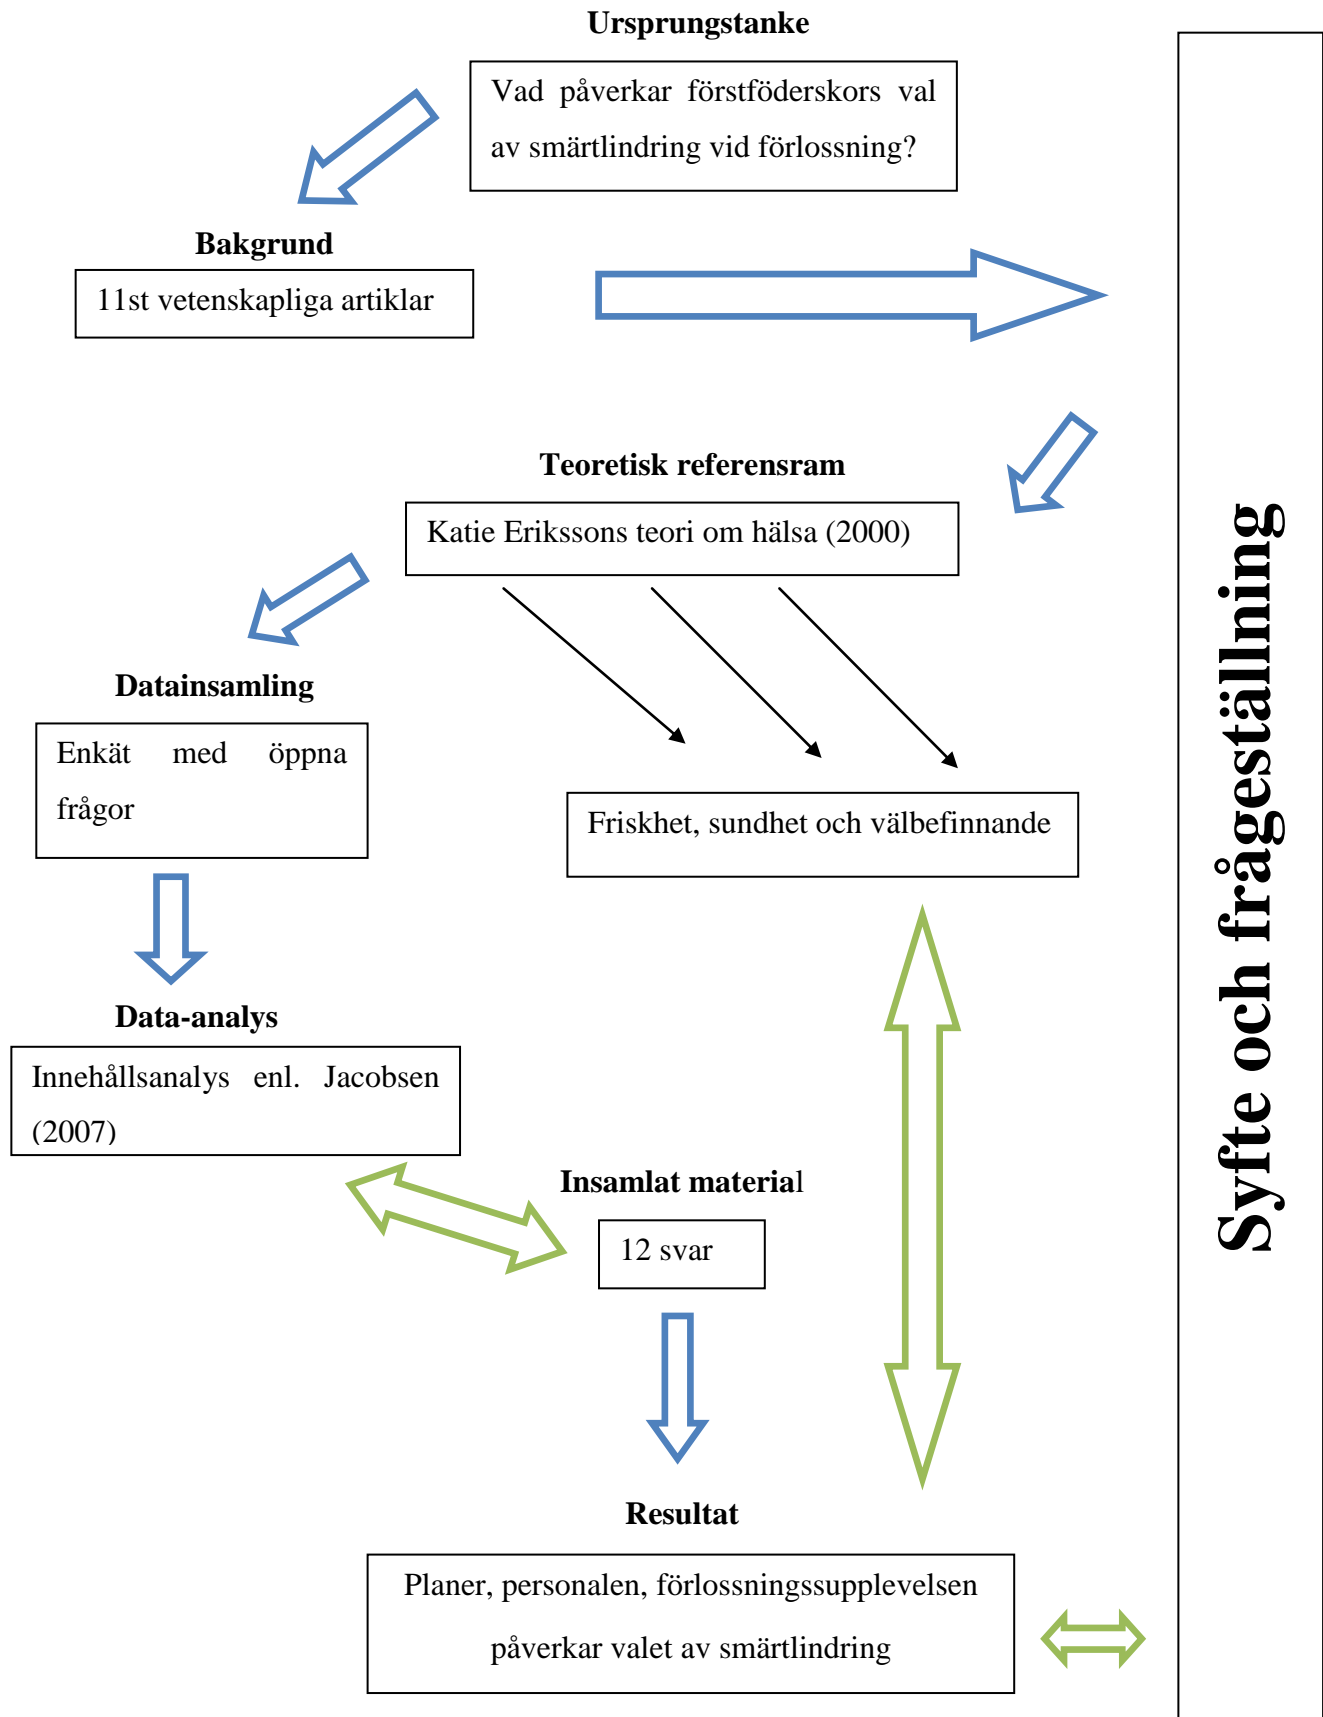 Ursprungstanke
Vad påverkar förstföderskors val
av smärtlindring vid förlossning?
Bakgrund
11st vetenskapliga artiklar
Teoretisk referensram
Katie Erikssons teori om hälsa (2000)
Datainsamling
Enkät med öppna
frågor
Friskhet, sundhet och välbefinnande
Data-analys
Innehållsanalys enl. Jacobsen
(2007)
Insamlat material
12 svar
Resultat
Planer, personalen, förlossningssupplevelsen
påverkar valet av smärtlindring
Syfte och frågeställning